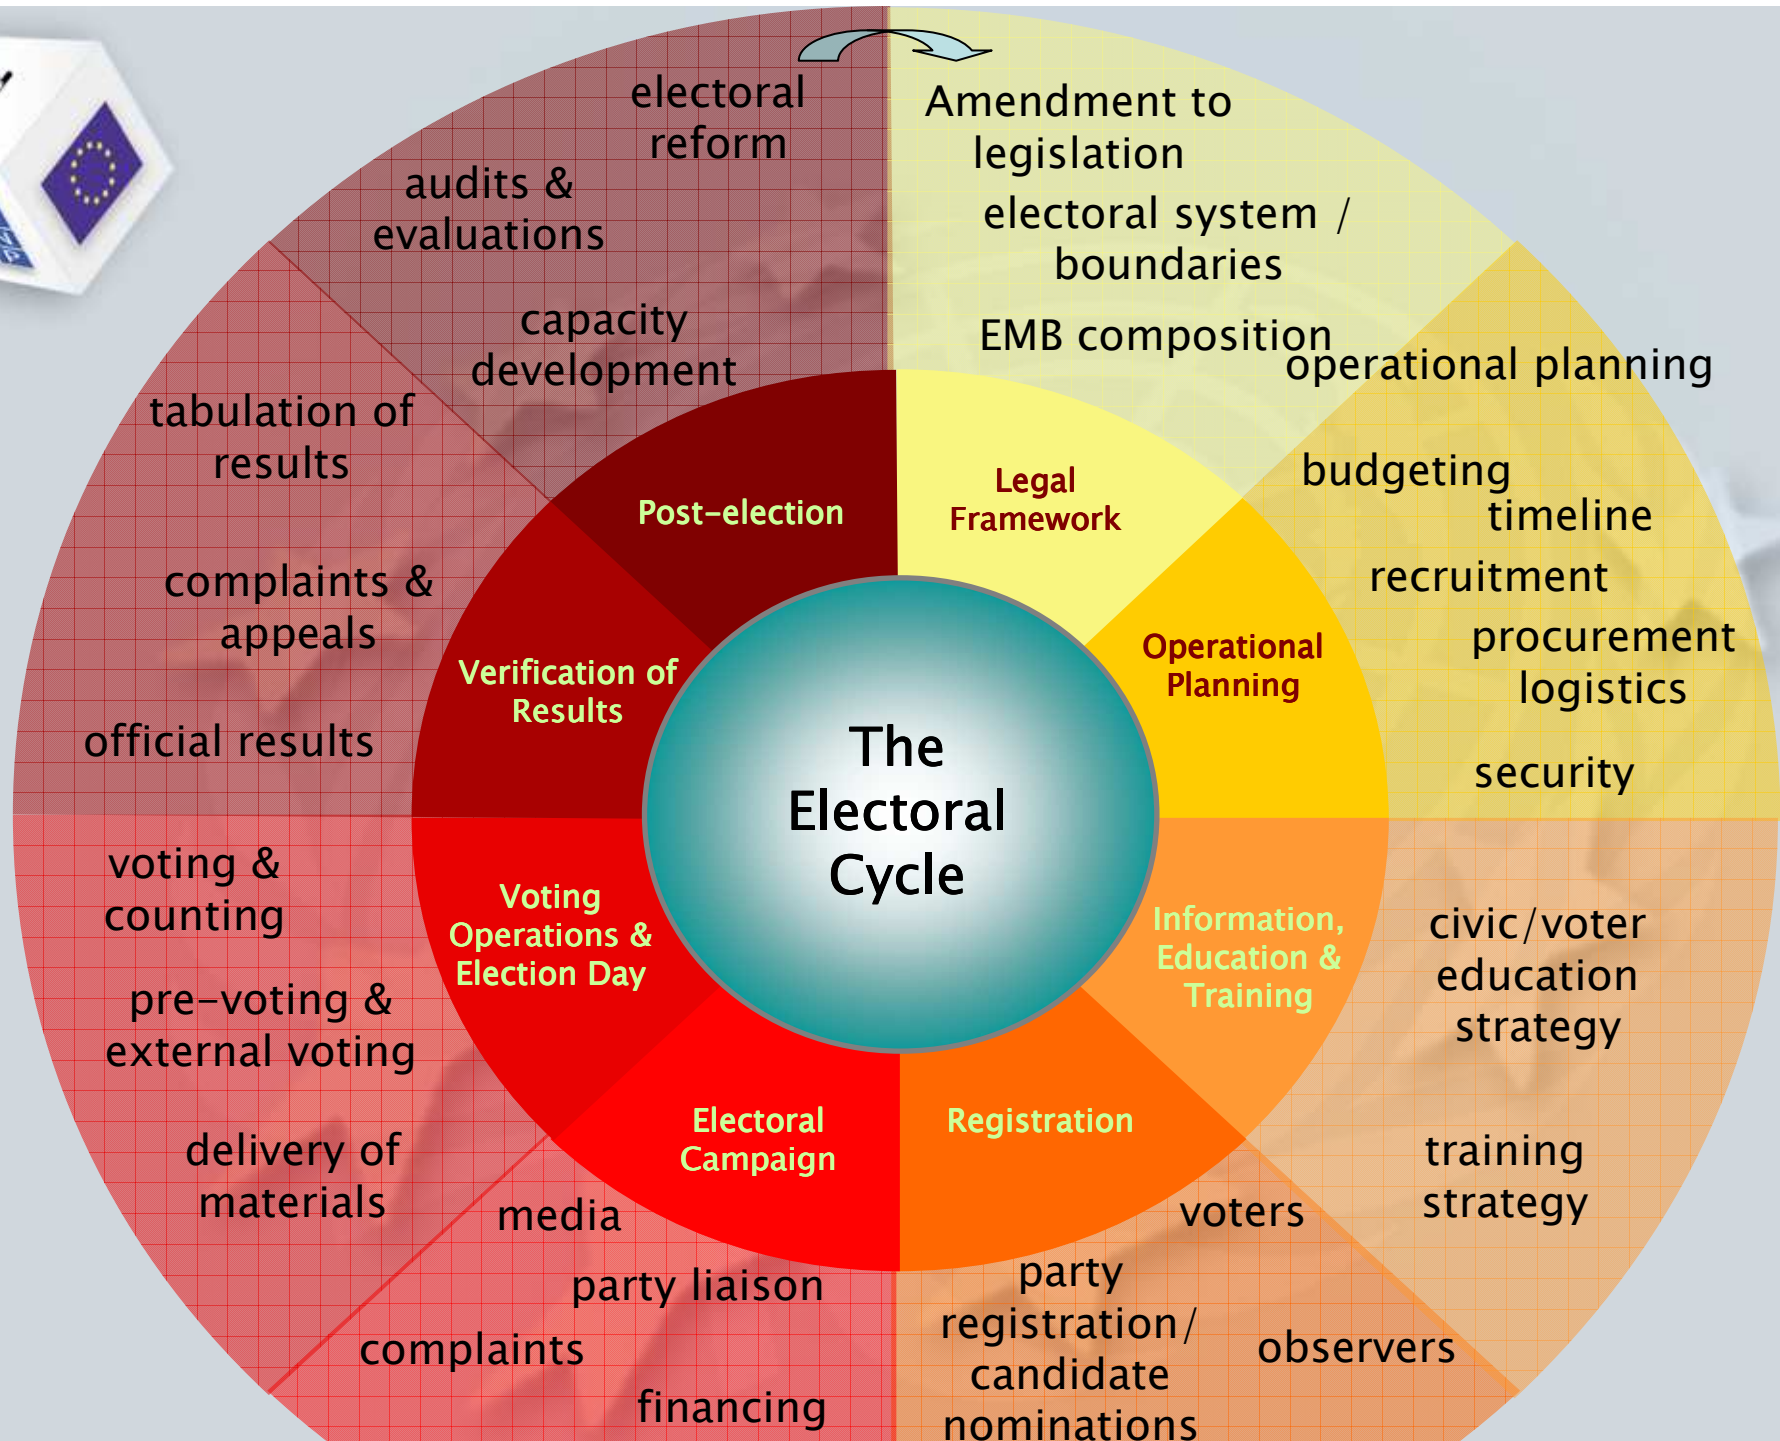 electoral
reform
audits &
evaluations
capacity
development
Amendment to
legislation
electoral system /
boundaries
EMB composition
operational planning
budgeting
timeline
recruitment
procurement
logistics
security
civic/voter
education
strategy
training
strategy
voters
party
registration/
candidate
nominations
observers
media
party liaison
complaints
financing
voting &
counting
pre-voting &
external voting
delivery of
materials
tabulation of
results
complaints &
appeals
official results
Post-election
Legal
Framework
Operational
Planning
Information,
Education &
Training
Registration
Electoral
Campaign
Voting
Operations &
Election Day
Verification of
Results
The
Electoral
Cycle